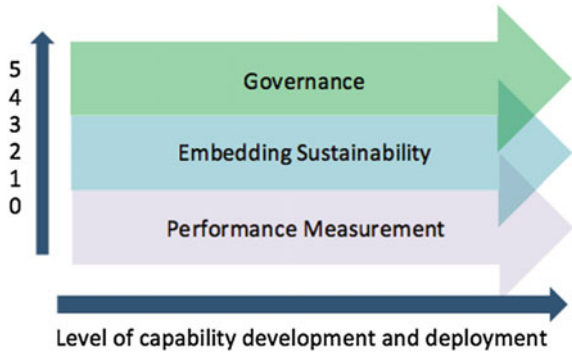 5
4
3
2
1
0
Governance
Embedding Sustainability
Performance Measurement
Level of capability development and deployment